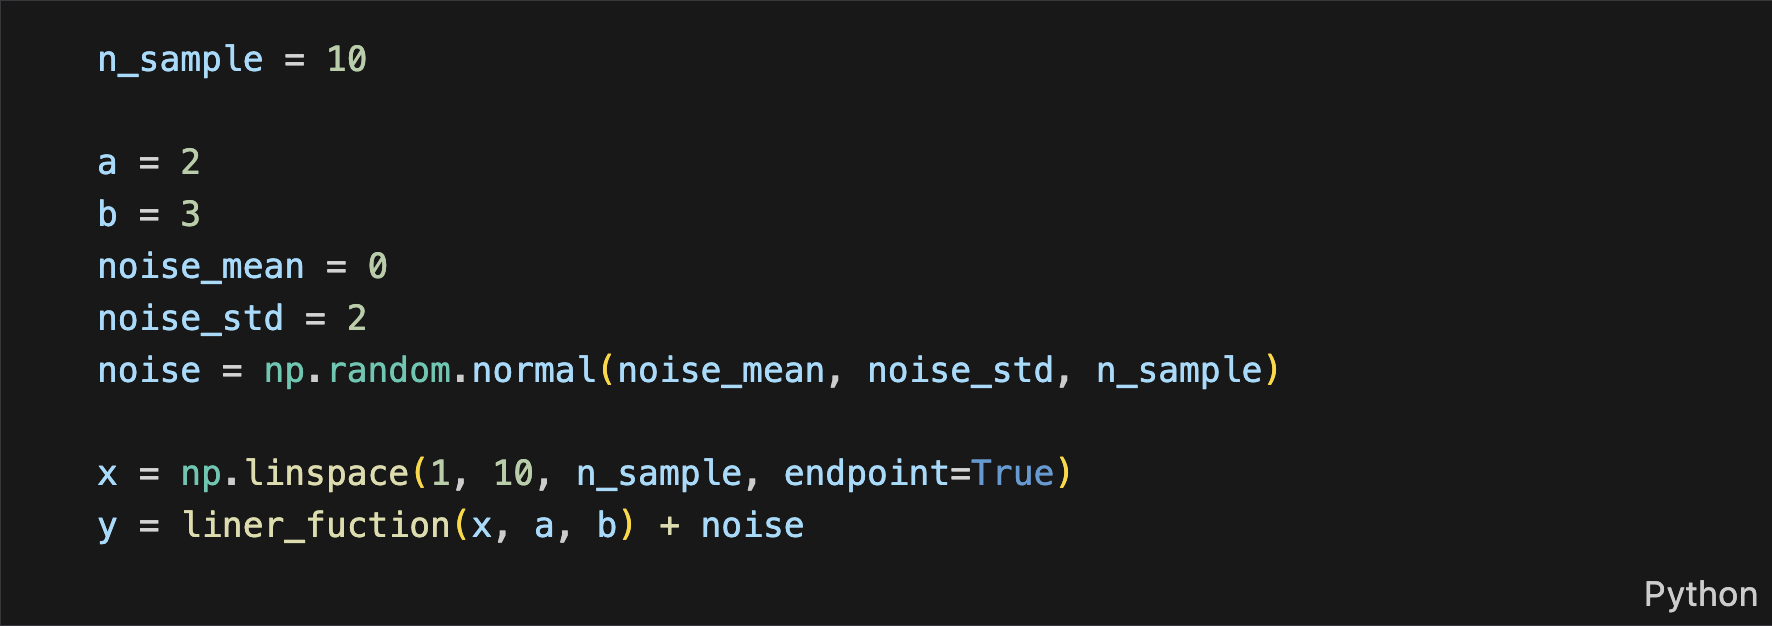 n_sample = 10
a = 2
b = 3
noise_mean = 0
noise_std = 2
noise = np.random.normal(noise_mean, noise_std, n_sample)
x = np.linspace(1, 10, n_sample, endpoint=True)
y = liner_fuction(x, a, b) + noise
Python